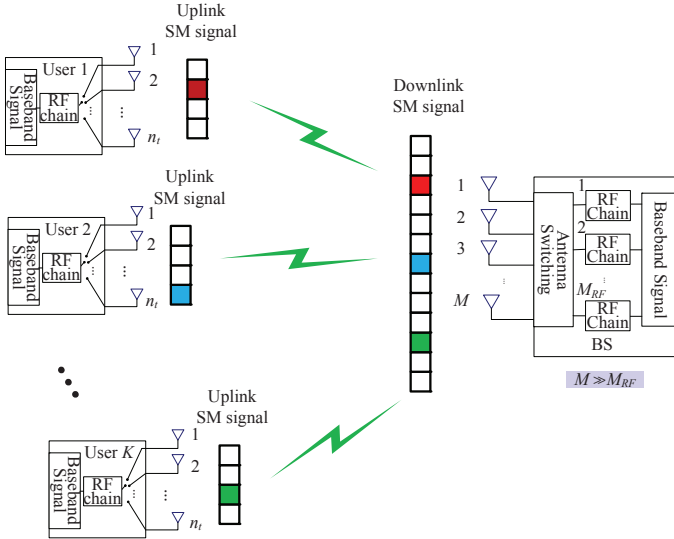 Uplink
SM signal
User 1
Baseband
Signal
RF
chain
...
1
2
...
n_t
Downlink
SM signal
Uplink
SM signal
User 2
Baseband
Signal
RF
chain
...
1
2
...
n_t
1
2
3
...
M
Antenna
Switching
1
RF
Chain
2
RF
Chain
...
M_RF
RF
Chain
Baseband Signal
BS
M ≫ M_RF
Uplink
SM signal
User K
Baseband
Signal
RF
chain
...
1
2
...
n_t